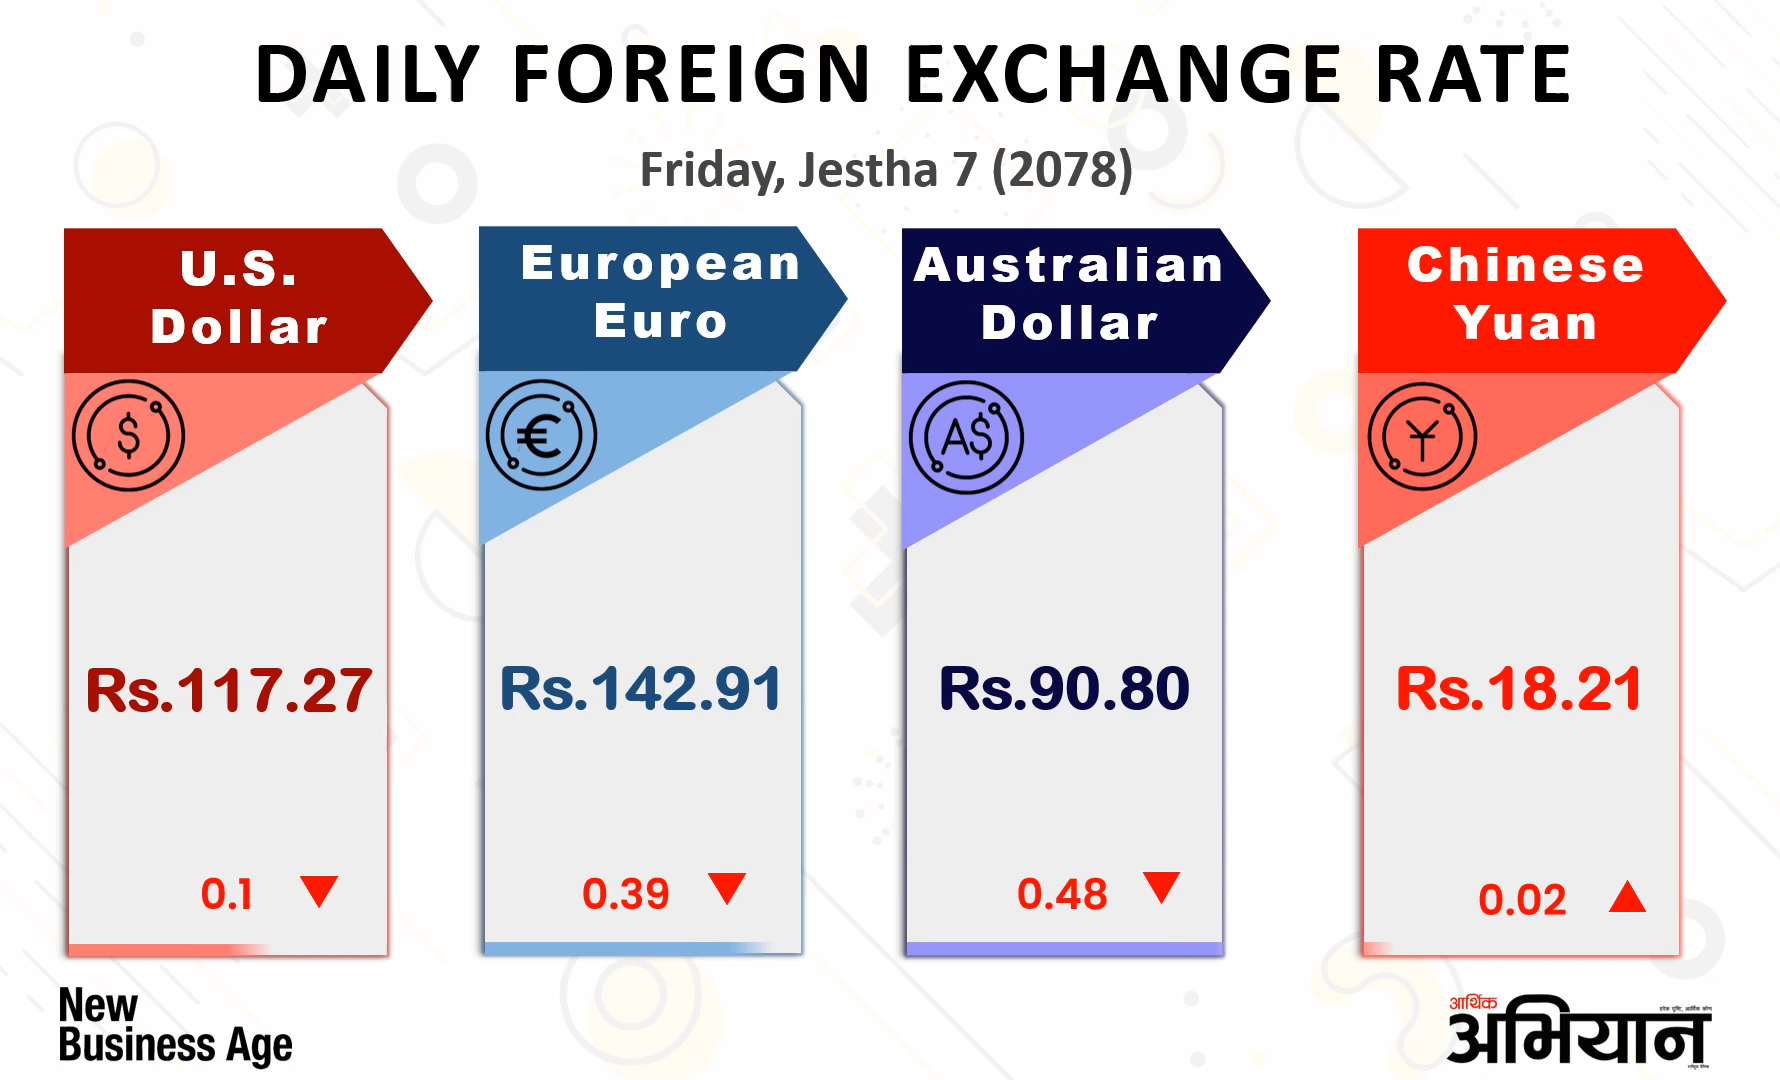 DAILY FOREIGN EXCHANGE RATE
Friday, Jestha 7 (2078)
U.S.
Dollar
$
Rs.117.27
0.1 ▼
European
Euro
€
Rs.142.91
0.39 ▼
Australian
Dollar
A$
Rs.90.80
0.48 ▼
Chinese
Yuan
Rs.18.21
0.02 ▲
New
Business Age
आर्थिक
अभियान